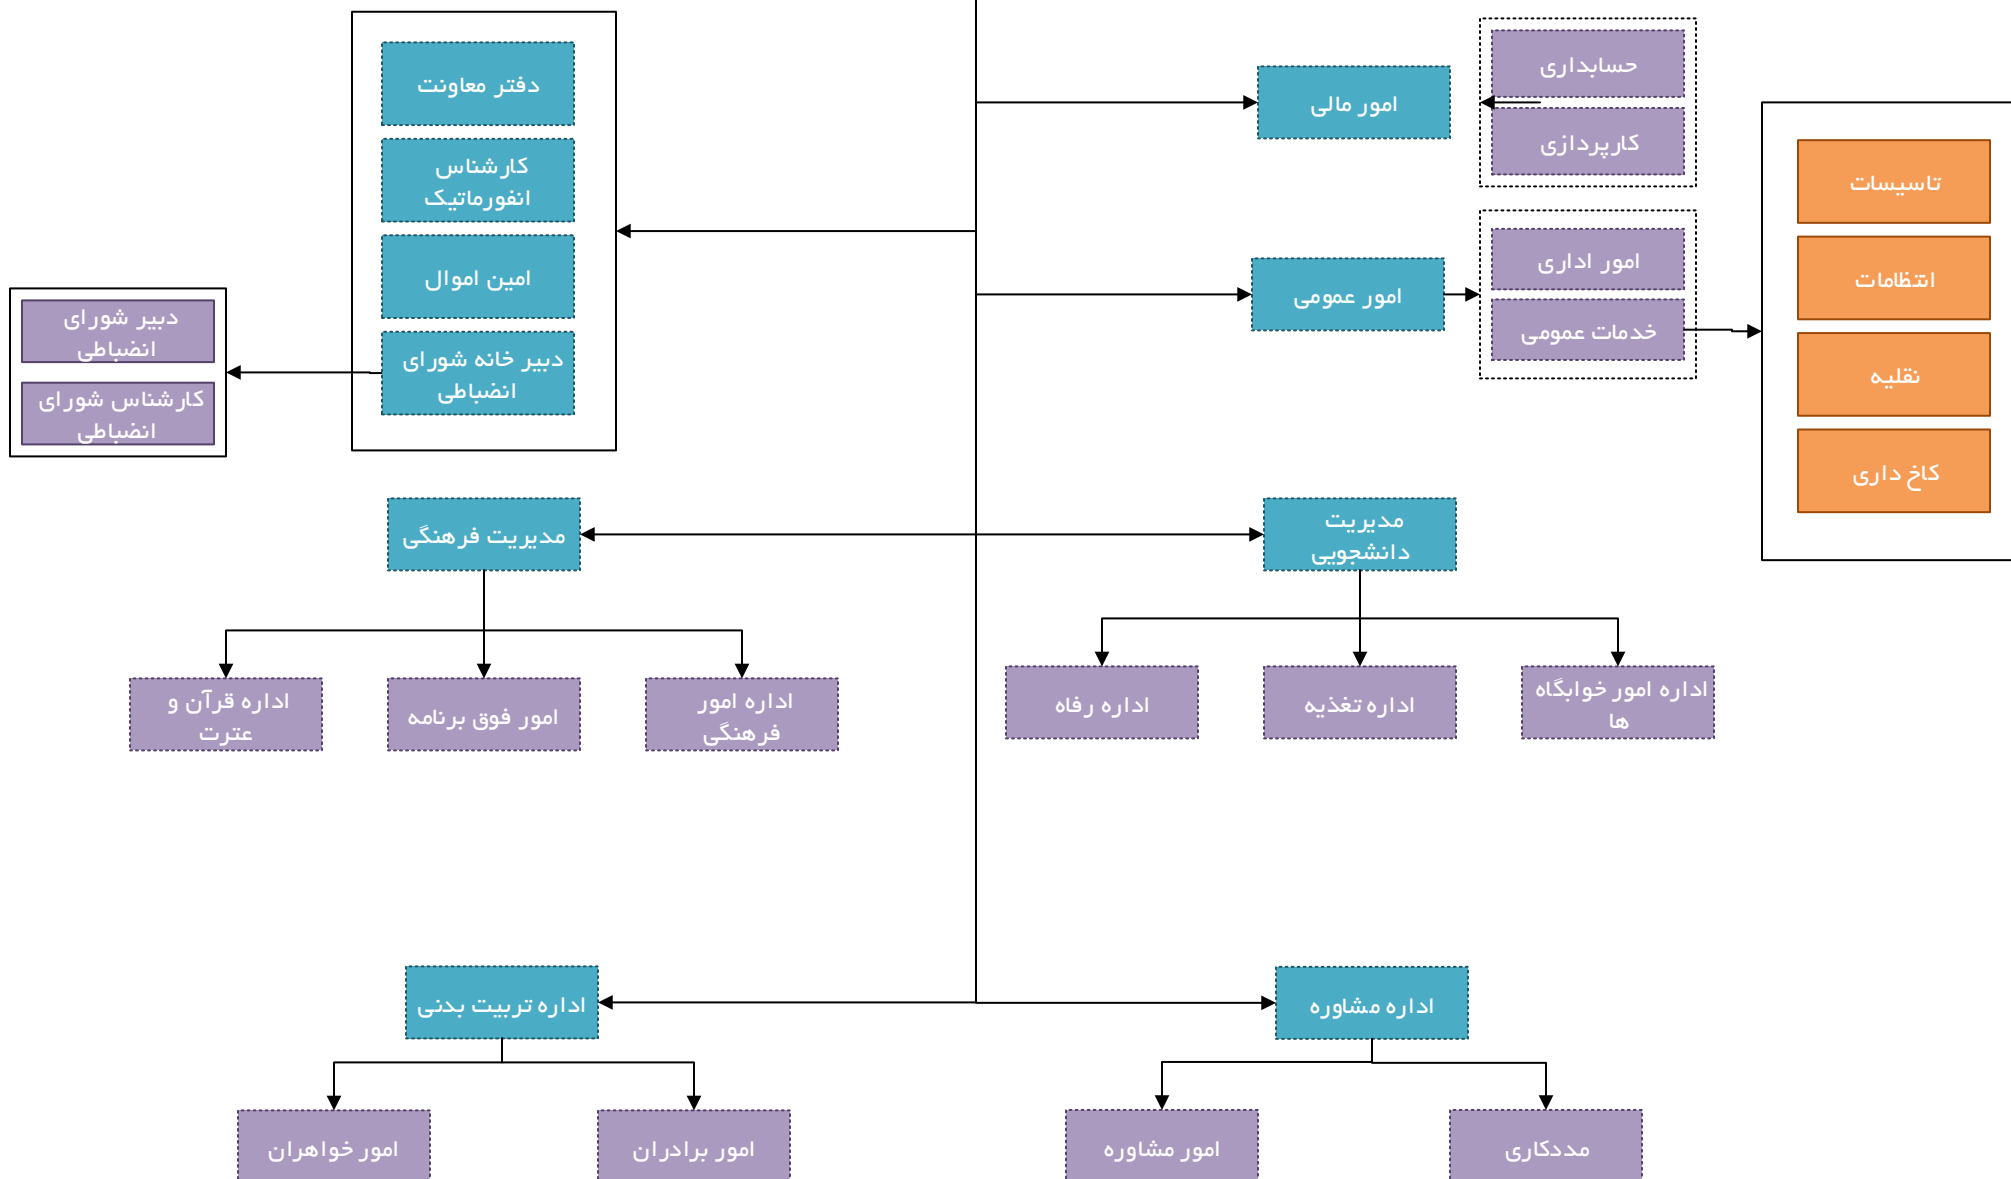 حسابداری
کارپردازی
امور مالی
دفتر معاونت
کارشناس
انفورماتیک
امین اموال
دبیر خانه شورای
انضباطی
دبیر شورای
انضباطی
کارشناس شورای
انضباطی
امور اداری
خدمات عمومی
امور عمومی
تاسیسات
انتظامات
نقلیه
کاخ داری
مدیریت
دانشجویی
مدیریت فرهنگی
اداره امور خوابگاه
ها
اداره تغذیه
اداره رفاه
اداره امور
فرهنگی
امور فوق برنامه
اداره قرآن و
عترت
اداره مشاوره
اداره تربیت بدنی
مددکاری
امور مشاوره
امور برادران
امور خواهران